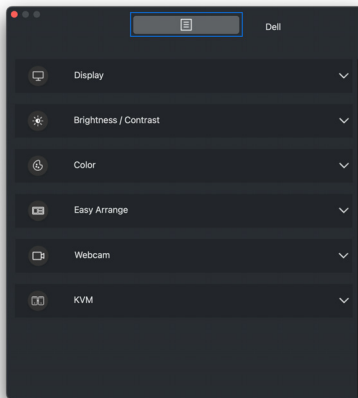 Dell
Display
Brightness / Contrast
Color
Easy Arrange
Webcam
KVM